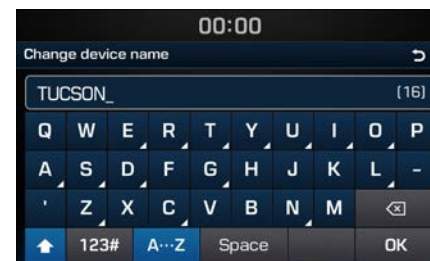 00:00
Change device name
TUCSON_ (16)
Q W E R T Y U I O P
A S D F G H J K L -
' Z X C V B N M
123# A···Z Space OK